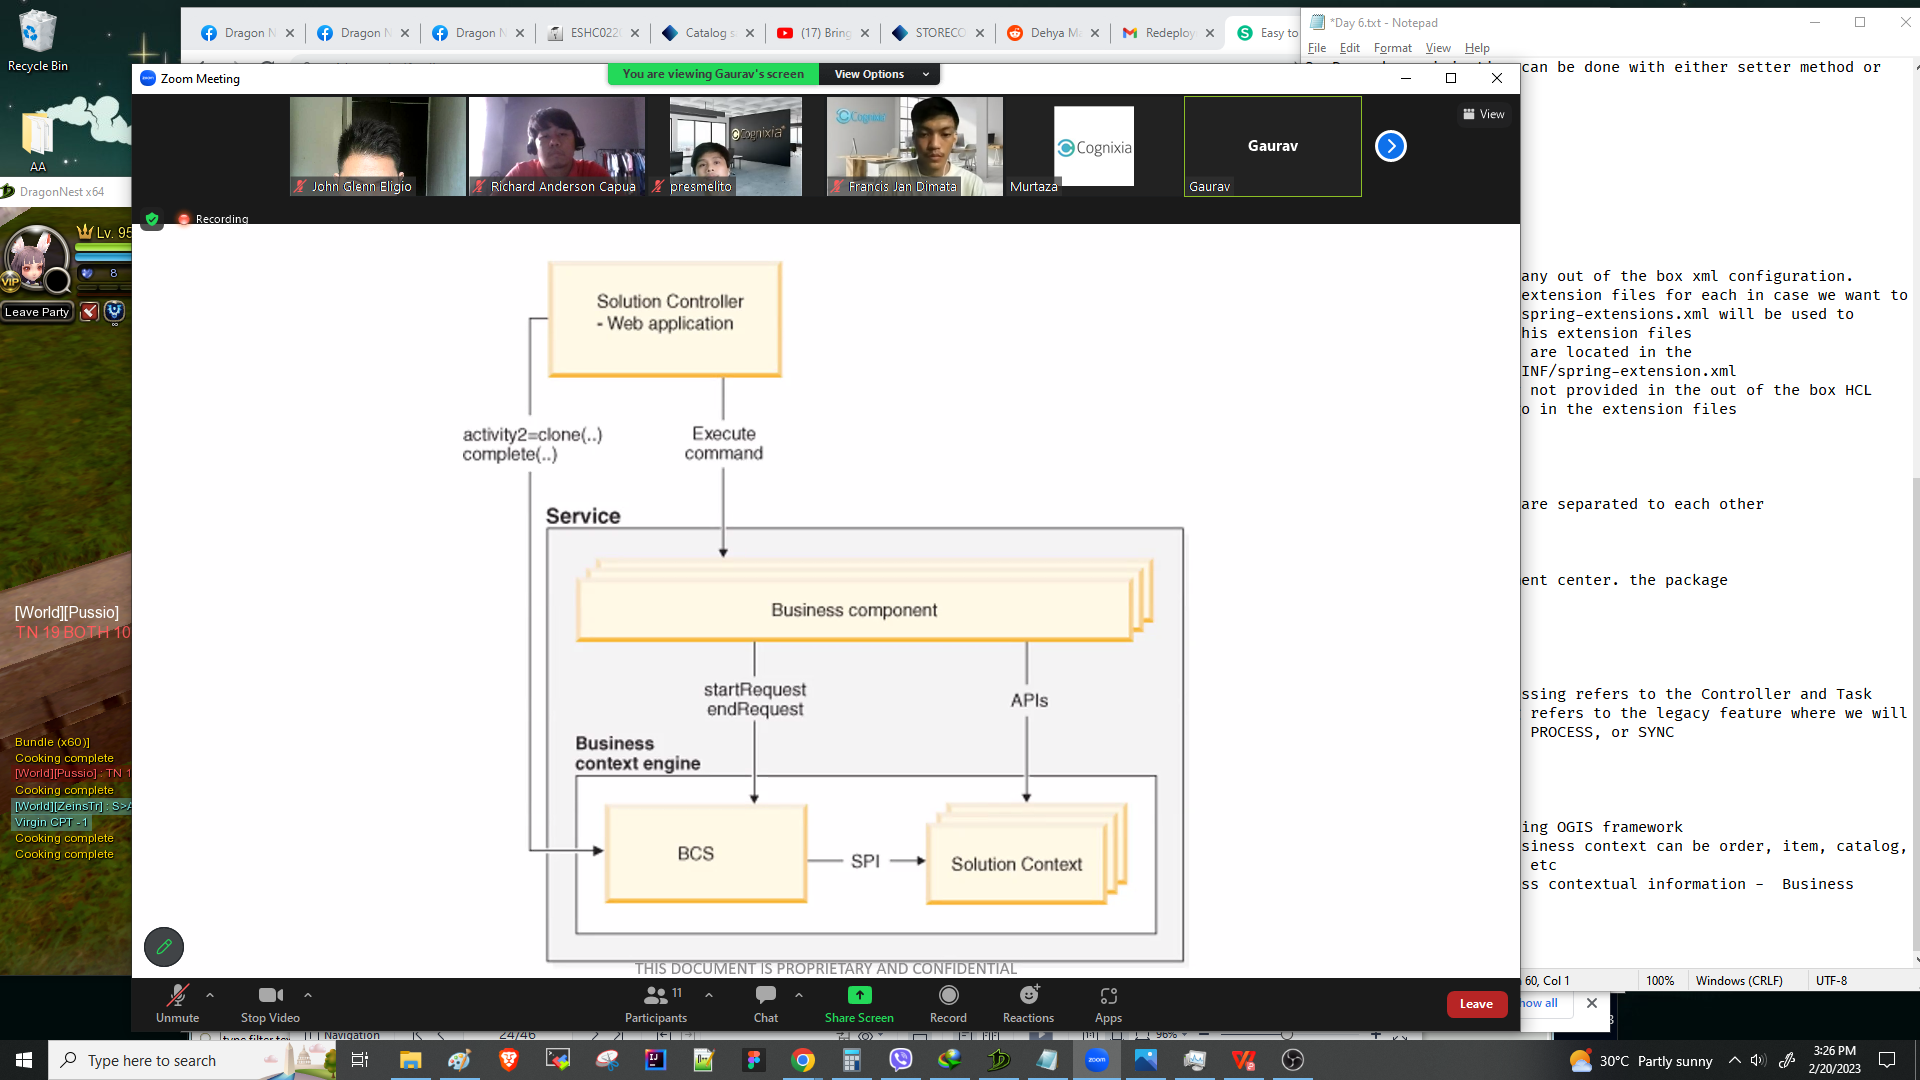 Recycle Bin
AA
Dragon N
Dragon N
Dragon N
ESHC022
Catalog s
(17) Bring
STORECO
Dehya Ma
Redeploy
Easy to
*Day 6.txt - Notepad
File Edit Format View Help
can be done with either setter method or
Zoom Meeting
You are viewing Gaurav's screen
View Options
View
John Glenn Eligio
Richard Anderson Capua
presmelito
Cognixia
Francis Jan Dimata
Cognixia
Murtaza
Gaurav
Gaurav
Recording
DragonNest x64
Lv. 95
8
VIP
Leave Party
[World][Pussio]
TN 19 BOTH 10
Bundle (x60)]
Cooking complete
[World][Pussio] : TN 1
Cooking complete
[World][ZeinsTr] : S>A
Virgin CPT -1
Cooking complete
Cooking complete
Solution Controller
- Web application
activity2=clone(..)
complete(..)
Execute
command
Service
Business component
startRequest
endRequest
APIs
Business
context engine
BCS
SPI
Solution Context
THIS DOCUMENT IS PROPRIETARY AND CONFIDENTIAL
any out of the box xml configuration.
extension files for each in case we want to
spring-extensions.xml will be used to
his extension files
are located in the
INF/spring-extension.xml
not provided in the out of the box HCL
o in the extension files
are separated to each other
ent center. the package
ssing refers to the Controller and Task
refers to the legacy feature where we will
PROCESS, or SYNC
ing OGIS framework
siness context can be order, item, catalog,
etc
ss contextual information - Business
60, Col 1
100%
Windows (CRLF)
UTF-8
Unmute
Stop Video
Participants
11
Chat
Share Screen
Record
Reactions
Apps
Leave
how all
Navigation
24/46
96%
Type here to search
30°C Partly sunny
3:26 PM
2/20/2023